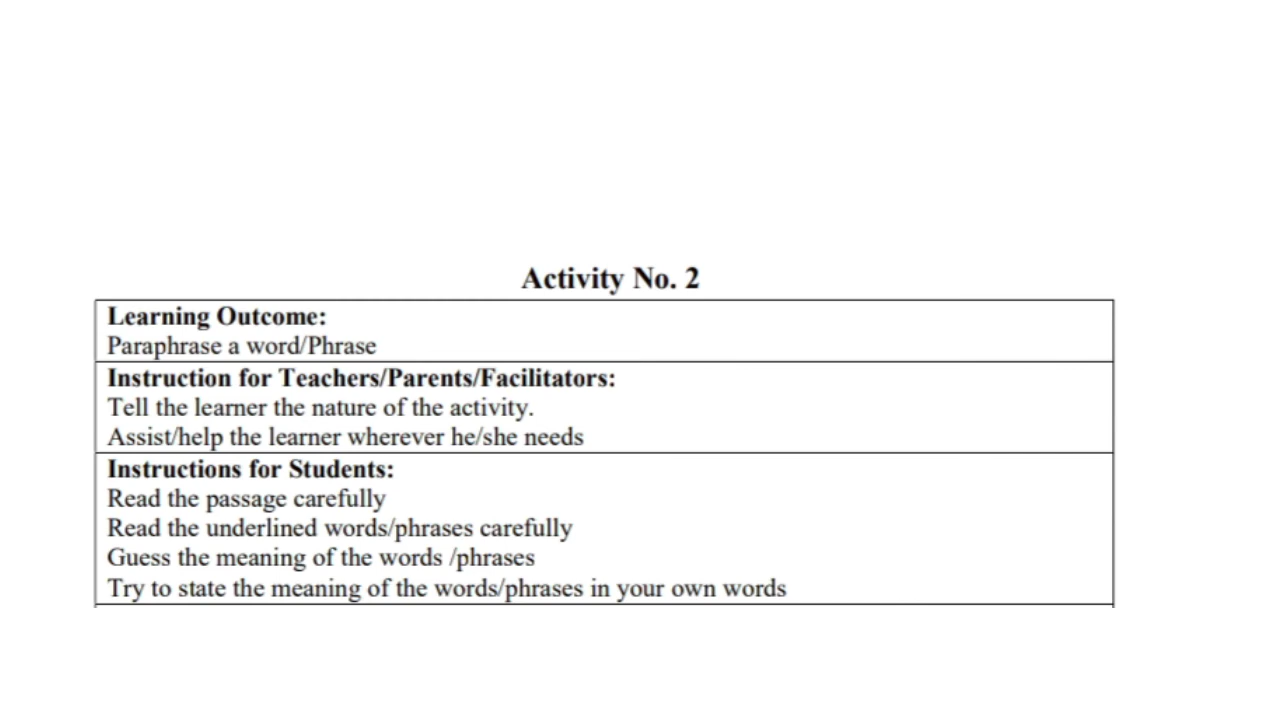 Activity No. 2
Learning Outcome:
Paraphrase a word/Phrase
Instruction for Teachers/Parents/Facilitators:
Tell the learner the nature of the activity.
Assist/help the learner wherever he/she needs
Instructions for Students:
Read the passage carefully
Read the underlined words/phrases carefully
Guess the meaning of the words /phrases
Try to state the meaning of the words/phrases in your own words